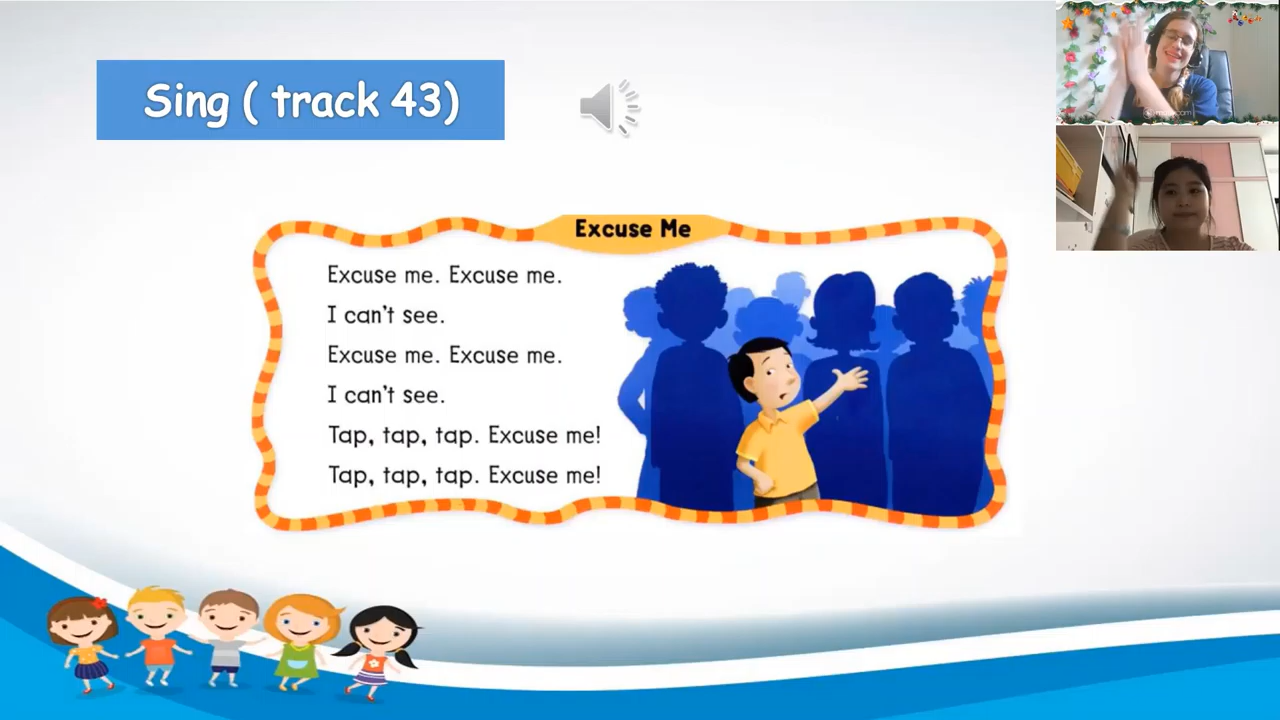 Sing ( track 43)
Excuse Me
Excuse me. Excuse me.
I can't see.
Excuse me. Excuse me.
I can't see.
Tap, tap, tap. Excuse me!
Tap, tap, tap. Excuse me!